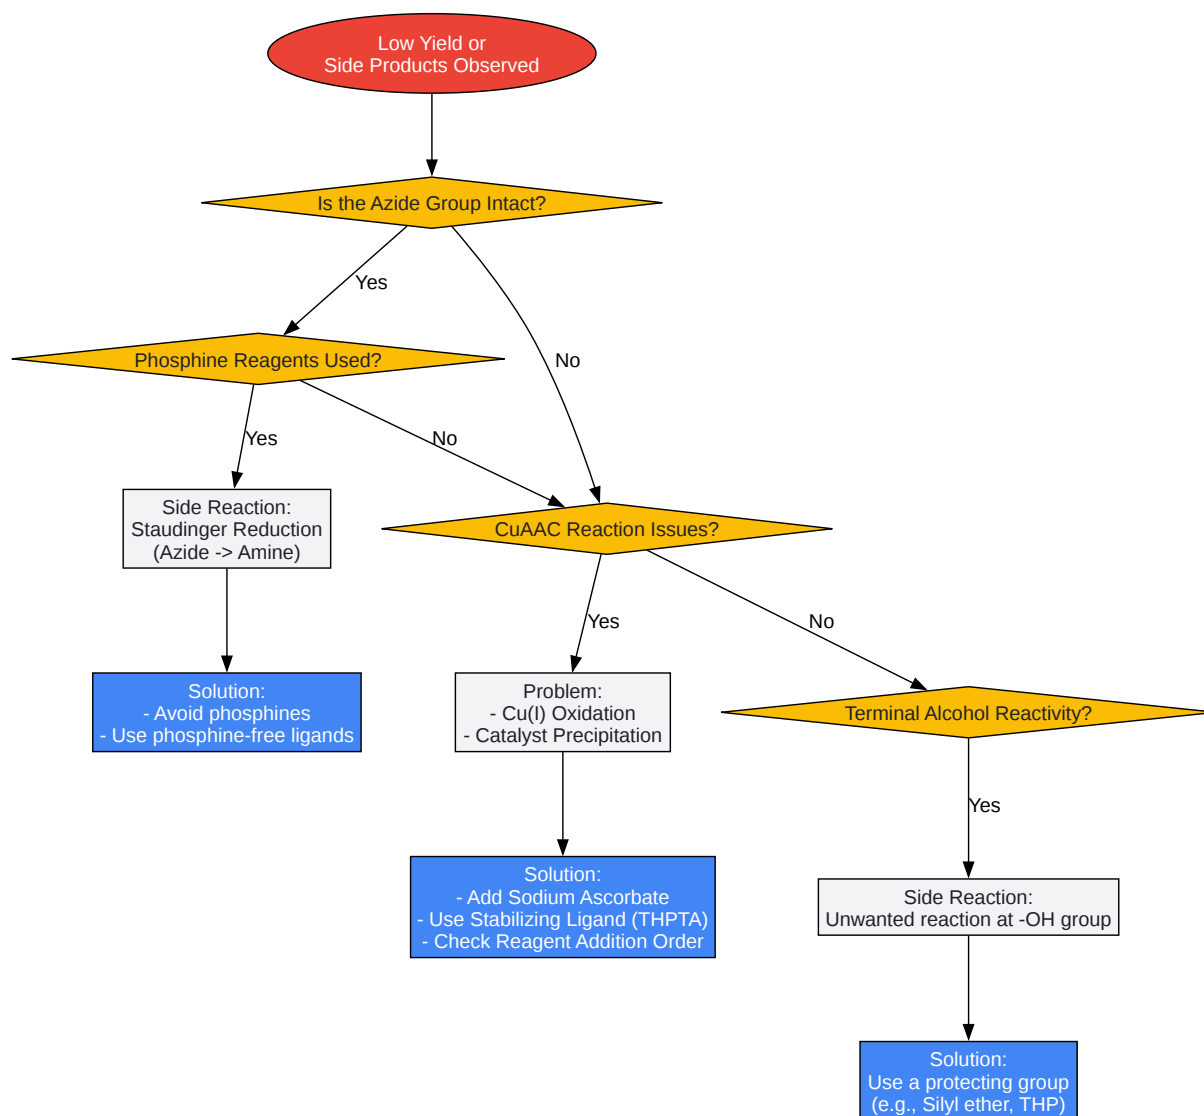 Low Yield or
Side Products Observed
Is the Azide Group Intact?
Yes
Phosphine Reagents Used?
No
Yes
No
Side Reaction:
Staudinger Reduction
(Azide -> Amine)
CuAAC Reaction Issues?
Yes
No
Solution:
- Avoid phosphines
- Use phosphine-free ligands
Problem:
- Cu(I) Oxidation
- Catalyst Precipitation
Terminal Alcohol Reactivity?
Yes
Solution:
- Add Sodium Ascorbate
- Use Stabilizing Ligand (THPTA)
- Check Reagent Addition Order
Side Reaction:
Unwanted reaction at -OH group
Solution:
Use a protecting group
(e.g., Silyl ether, THP)